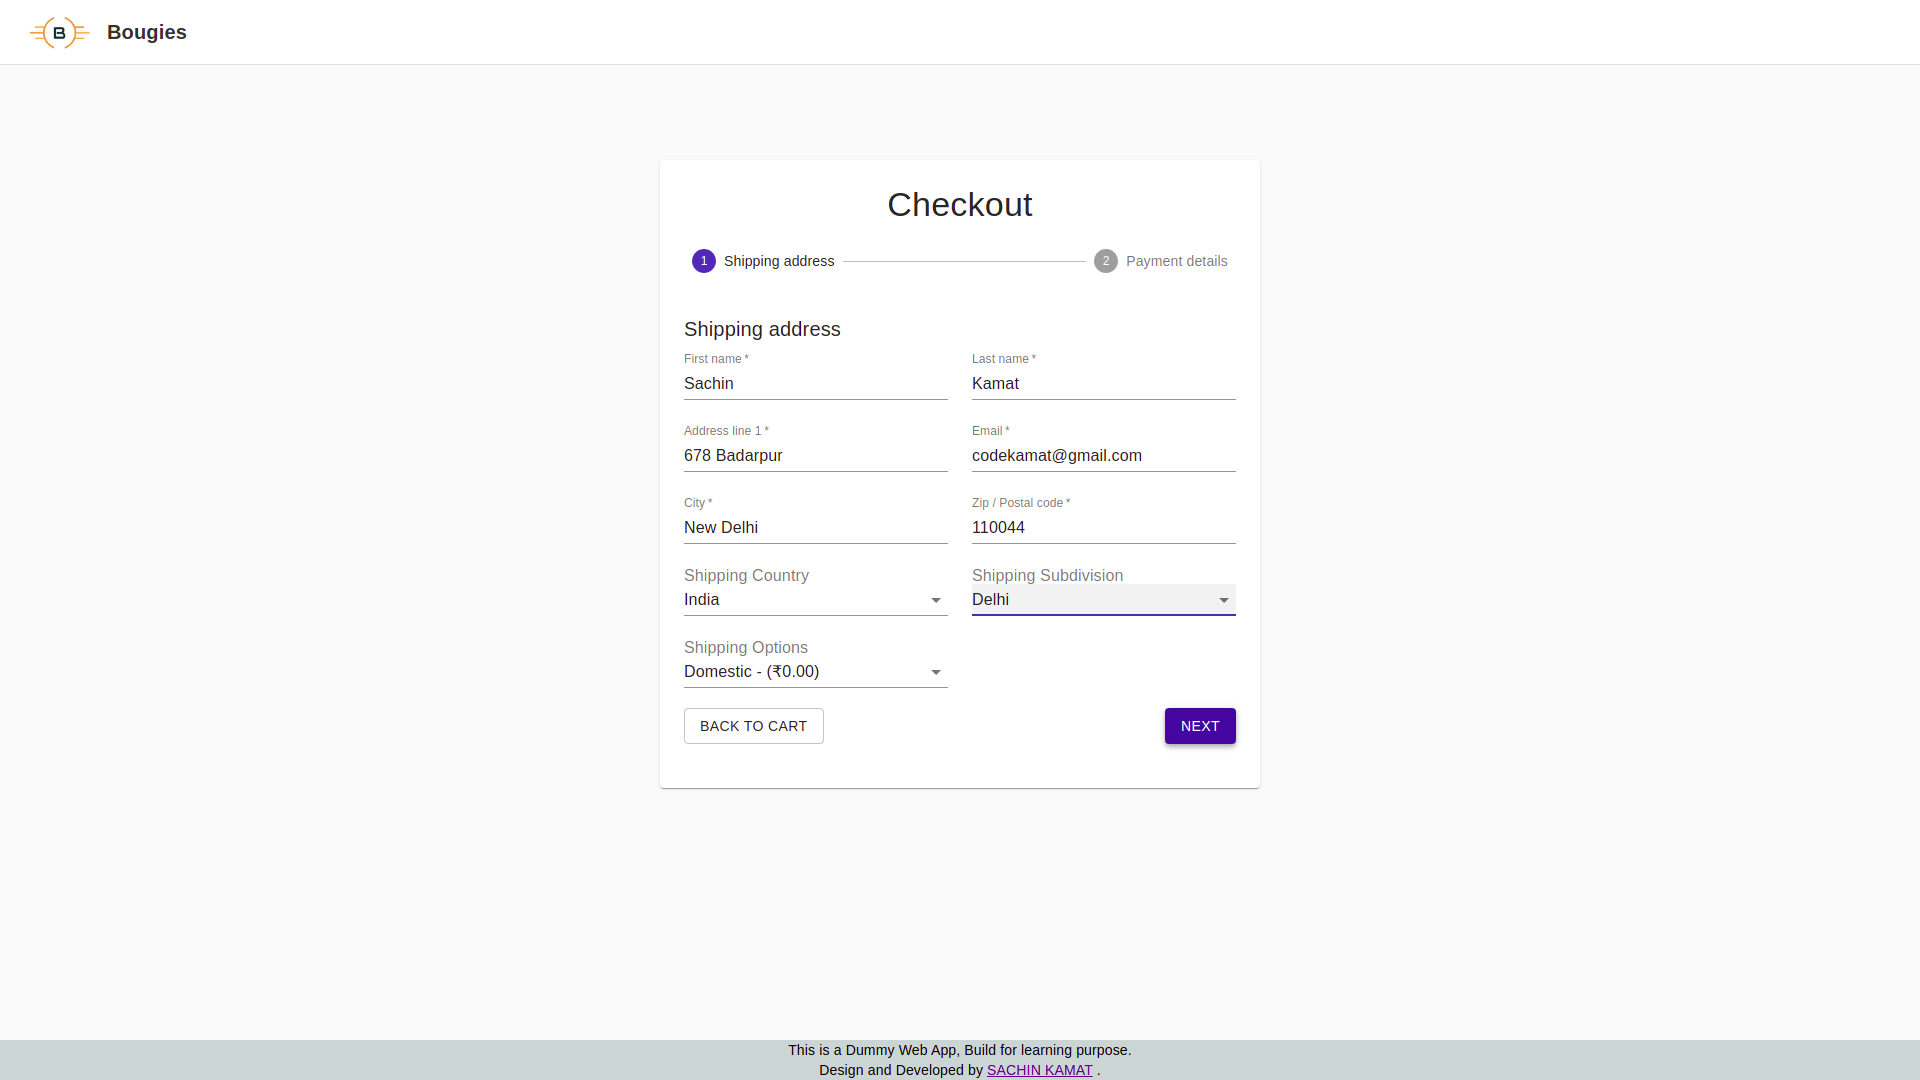 B Bougies
Checkout
1 Shipping address 2 Payment details
Shipping address
First name * Last name *
Sachin Kamat
Address line 1 * Email *
678 Badarpur codekamat@gmail.com
City * Zip / Postal code *
New Delhi 110044
Shipping Country Shipping Subdivision
India Delhi
Shipping Options
Domestic - (₹0.00)
BACK TO CART NEXT
This is a Dummy Web App, Build for learning purpose.
Design and Developed by SACHIN KAMAT .